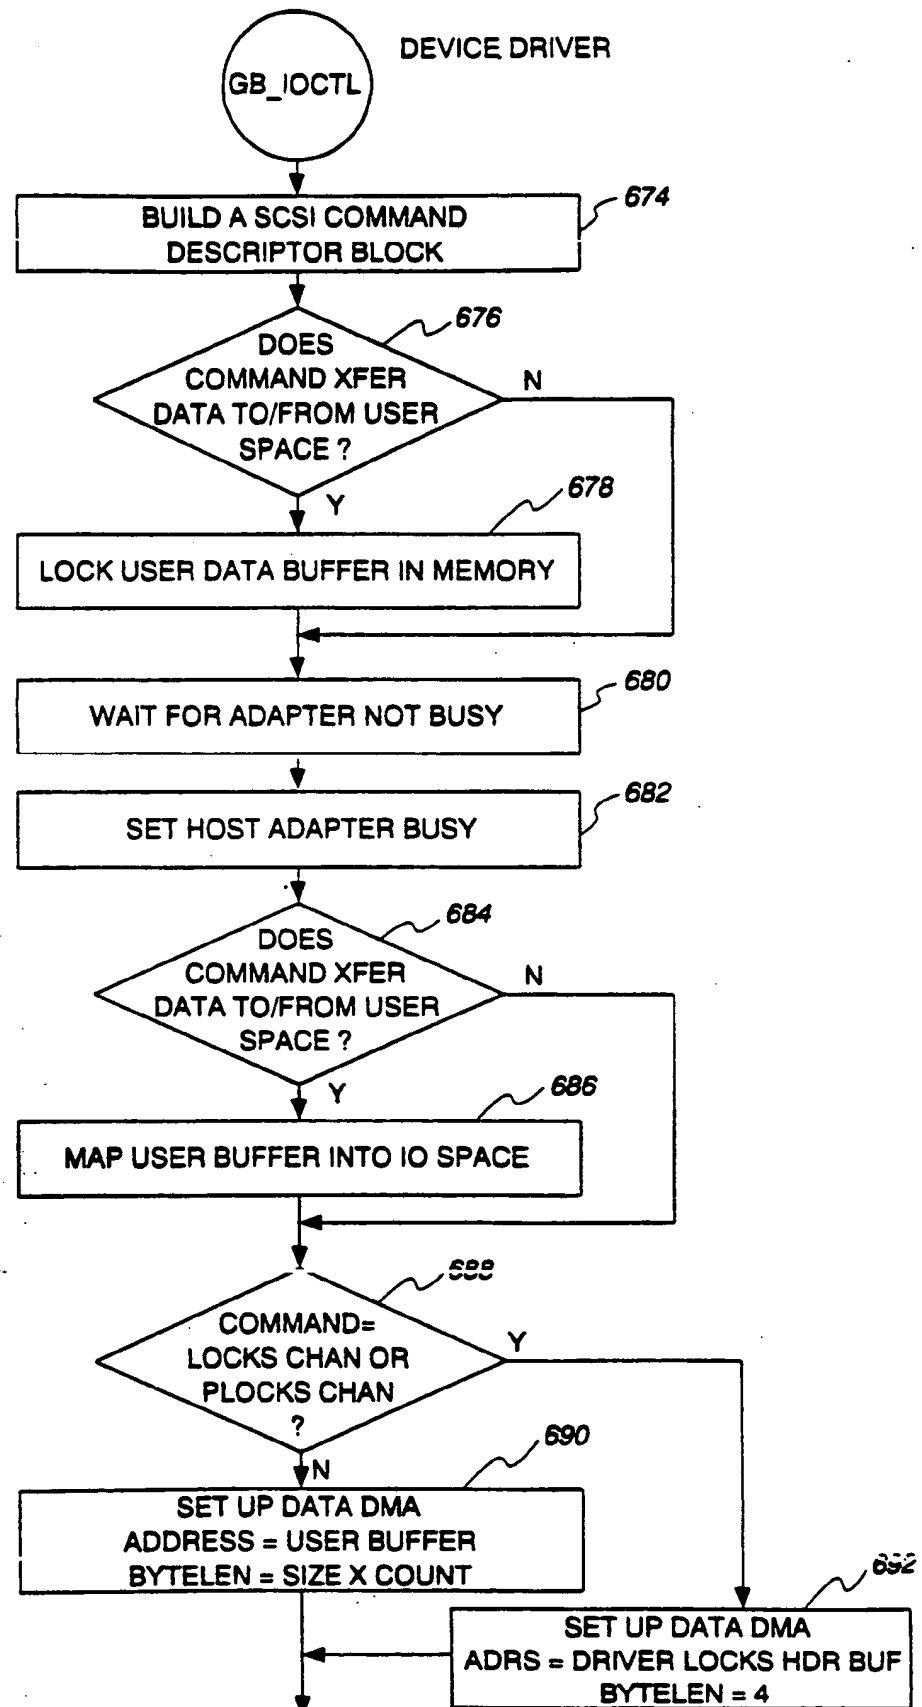 DEVICE DRIVER
GB_IOCTL
674
BUILD A SCSI COMMAND
DESCRIPTOR BLOCK
676
DOES
COMMAND XFER
DATA TO/FROM USER
SPACE ?
N
Y
678
LOCK USER DATA BUFFER IN MEMORY
680
WAIT FOR ADAPTER NOT BUSY
682
SET HOST ADAPTER BUSY
684
DOES
COMMAND XFER
DATA TO/FROM USER
SPACE ?
N
Y
686
MAP USER BUFFER INTO IO SPACE
688
COMMAND=
LOCKS CHAN OR
PLOCKS CHAN
?
Y
N
690
SET UP DATA DMA
ADDRESS = USER BUFFER
BYTELEN = SIZE X COUNT
692
SET UP DATA DMA
ADRS = DRIVER LOCKS HDR BUF
BYTELEN = 4